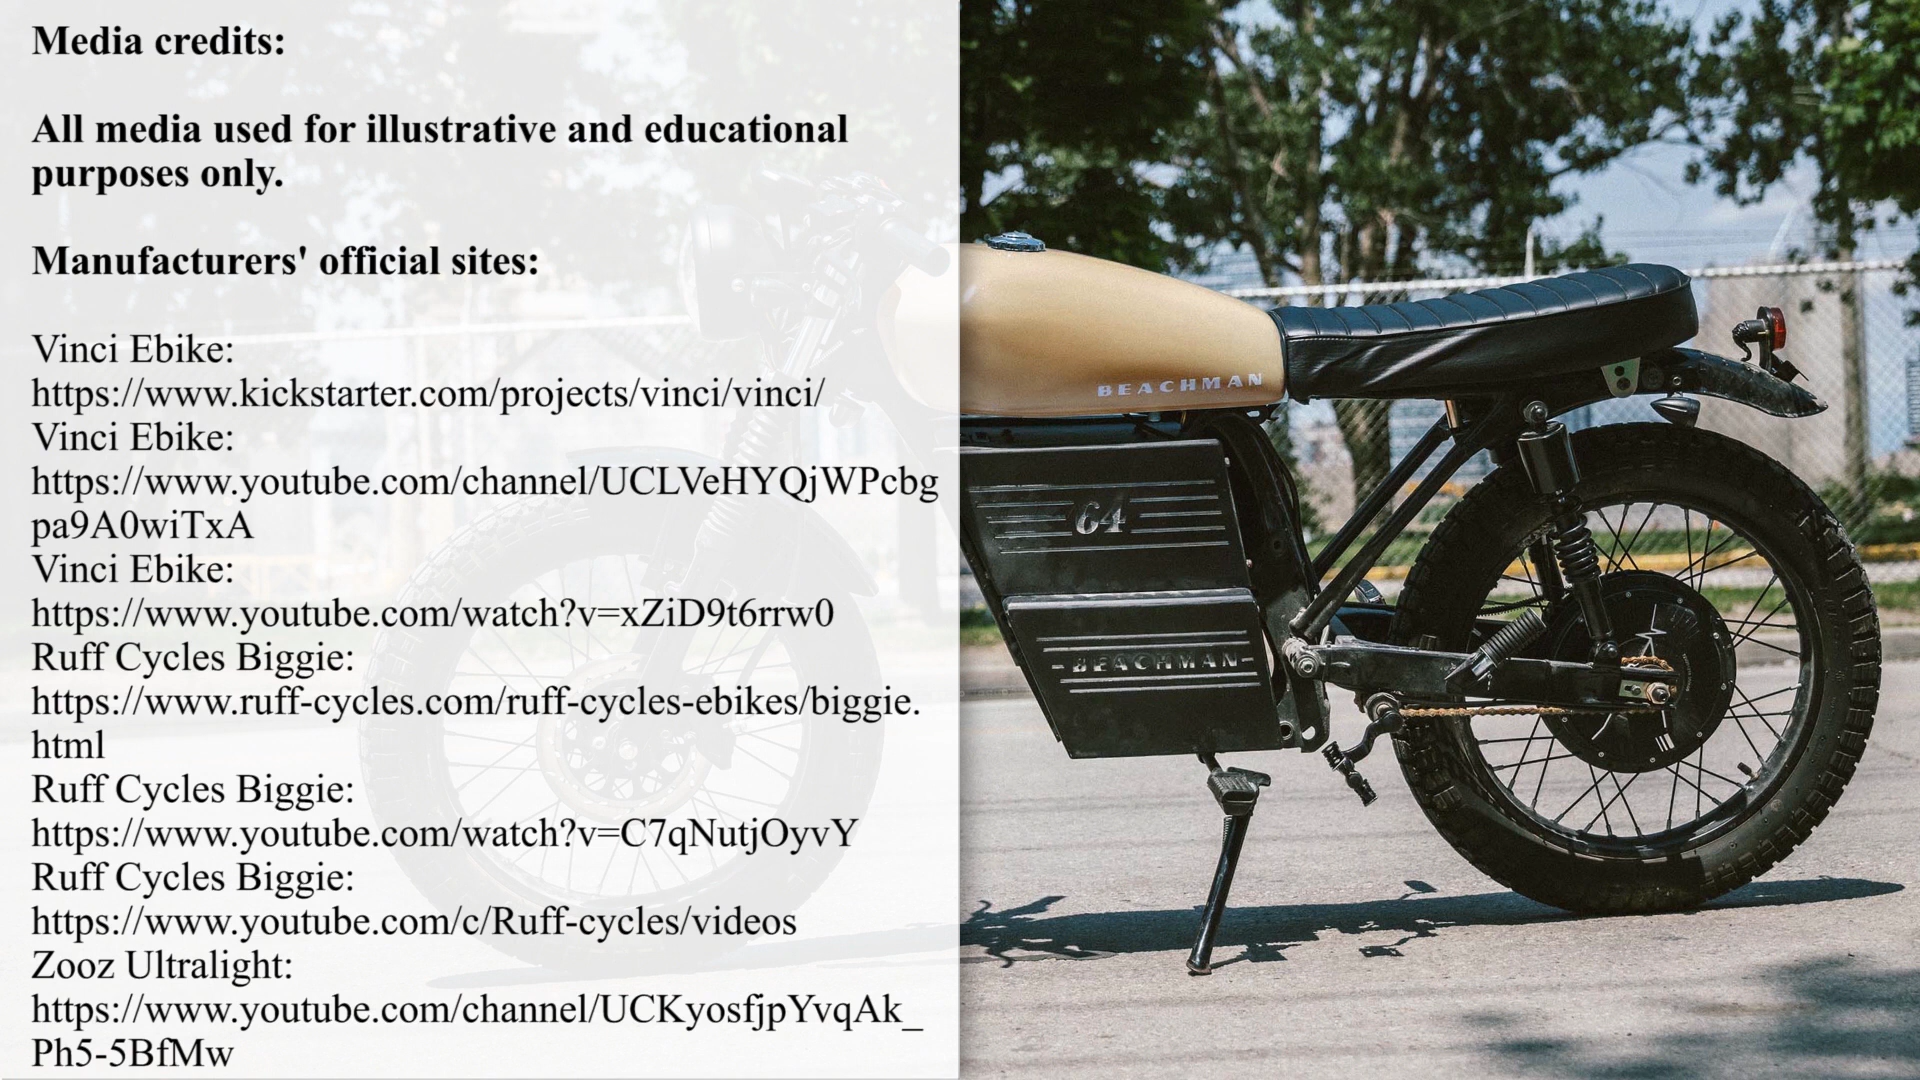 Media credits:
All media used for illustrative and educational
purposes only.
Manufacturers' official sites:
Vinci Ebike:
https://www.kickstarter.com/projects/vinci/vinci/
Vinci Ebike:
https://www.youtube.com/channel/UCLVeHYQjWPcbg
pa9A0wiTxA
Vinci Ebike:
https://www.youtube.com/watch?v=xZiD9t6rrw0
Ruff Cycles Biggie:
https://www.ruff-cycles.com/ruff-cycles-ebikes/biggie.
html
Ruff Cycles Biggie:
https://www.youtube.com/watch?v=C7qNutjOyvY
Ruff Cycles Biggie:
https://www.youtube.com/c/Ruff-cycles/videos
Zooz Ultralight:
https://www.youtube.com/channel/UCKyosfjpYvqAk_
Ph5-5BfMw
BEACHMAN
64
BEACHMAN